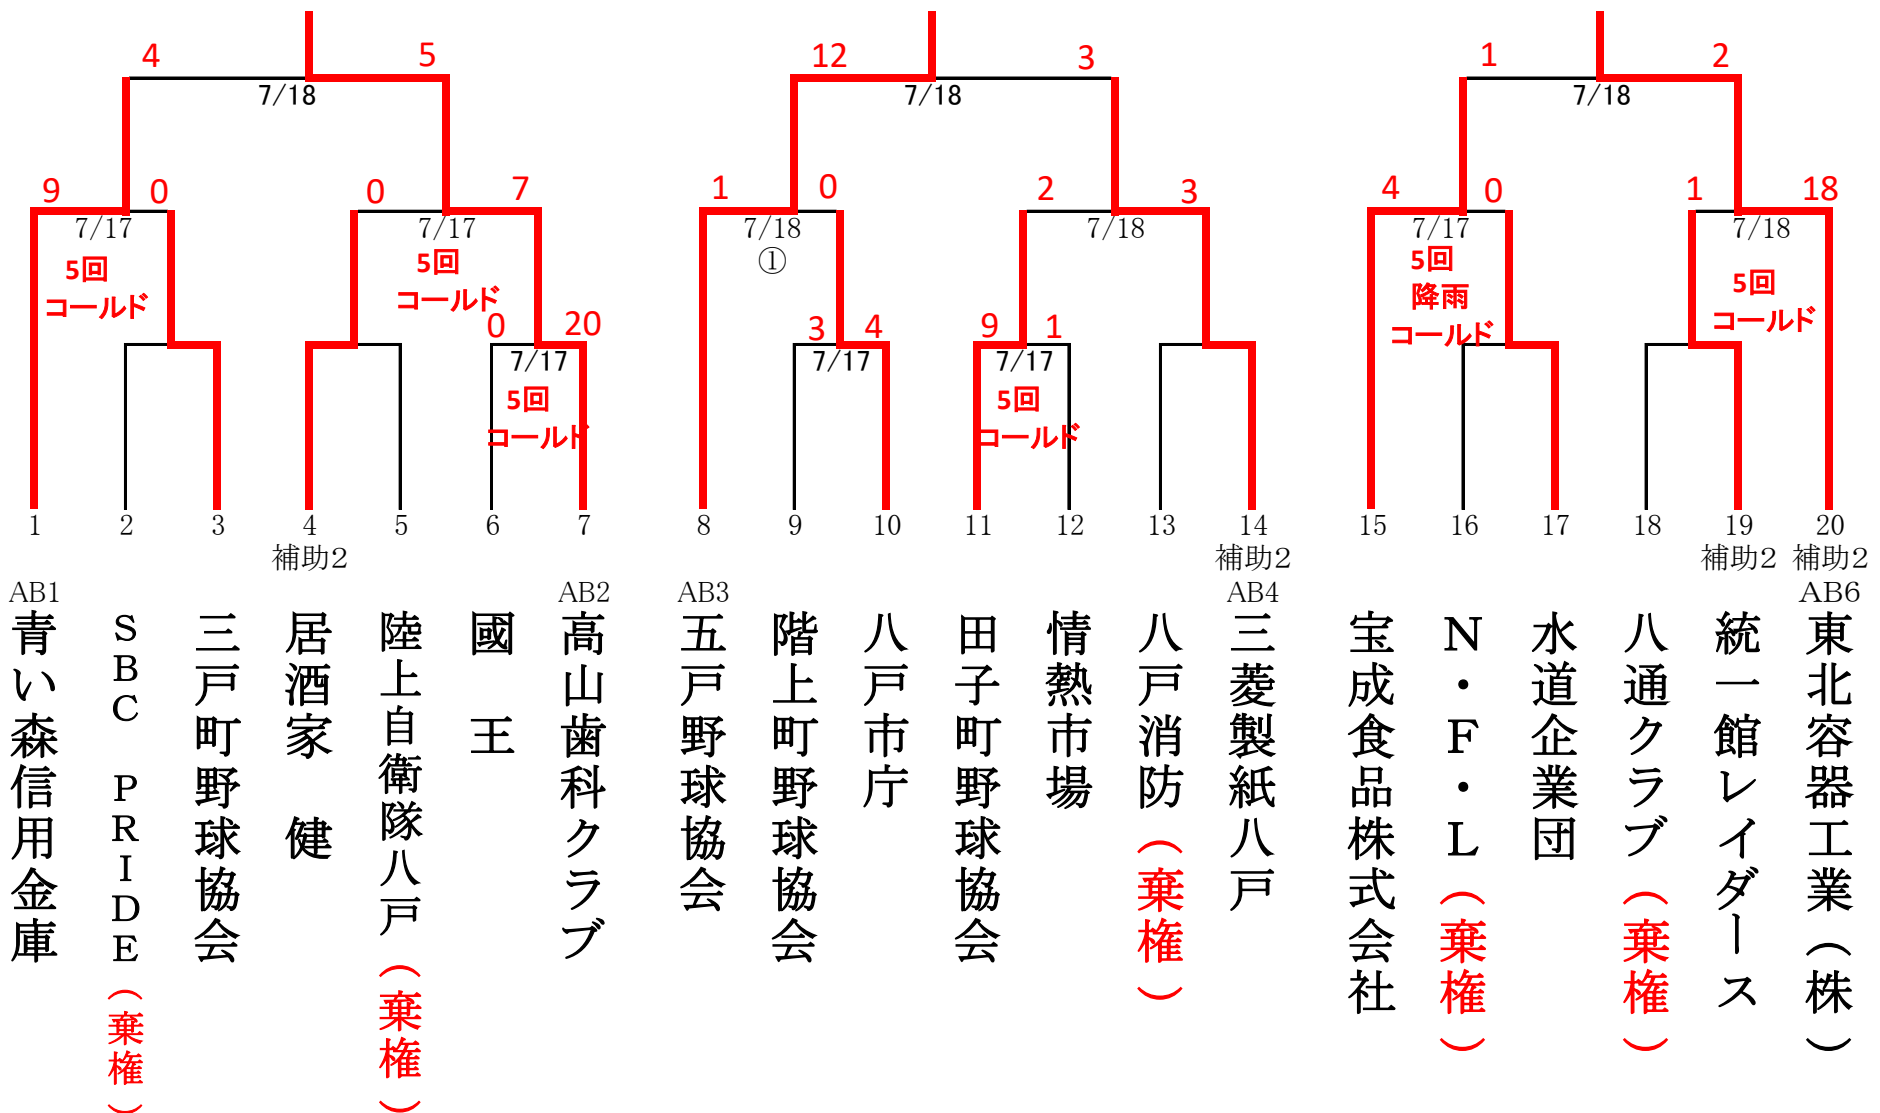 4 5 12 3 1 2
7/18 7/18 7/18
9 0 0 7 1 0 2 3 4 0 1 18
7/17 7/17 7/18 7/18 7/17 7/18
①
5回
コールド
5回
コールド
5回
降雨
コールド
5回
コールド
0 20 3 4 9 1
7/17 7/17 7/17
5回
コールド
5回
コールド
1 2 3 4 5 6 7 8 9 10 11 12 13 14 15 16 17 18 19 20
補助2 補助2 補助2 補助2
AB1 AB2 AB3 AB4 AB6
青い森信用金庫
SBC PRIDE（棄権）
三戸町野球協会
居酒家 健
陸上自衛隊八戸（棄権）
國 王
高山歯科クラブ
五戸野球協会
階上町野球協会
八戸市庁
田子町野球協会
情熱市場
八戸消防（棄権）
三菱製紙八戸
宝成食品株式会社
N・F・L（棄権）
水道企業団
八通クラブ（棄権）
統一館レイダース
東北容器工業（株）